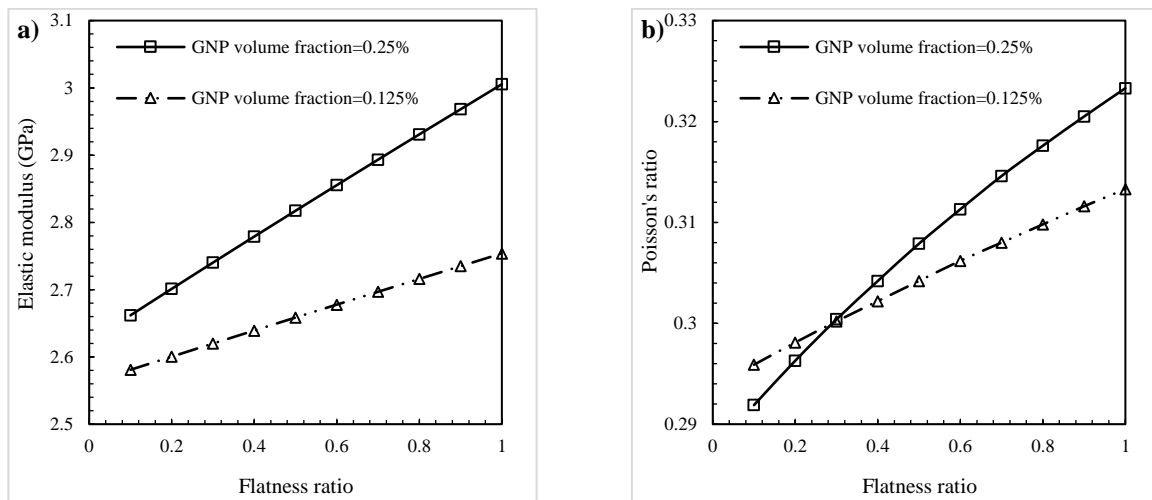 a)
GNP volume fraction=0.25%
GNP volume fraction=0.125%
Elastic modulus (GPa)
3.1
3
2.9
2.8
2.7
2.6
2.5
0
0.2
0.4
0.6
0.8
1
Flatness ratio
b)
GNP volume fraction=0.25%
GNP volume fraction=0.125%
Poisson's ratio
0.33
0.32
0.31
0.3
0.29
0
0.2
0.4
0.6
0.8
1
Flatness ratio